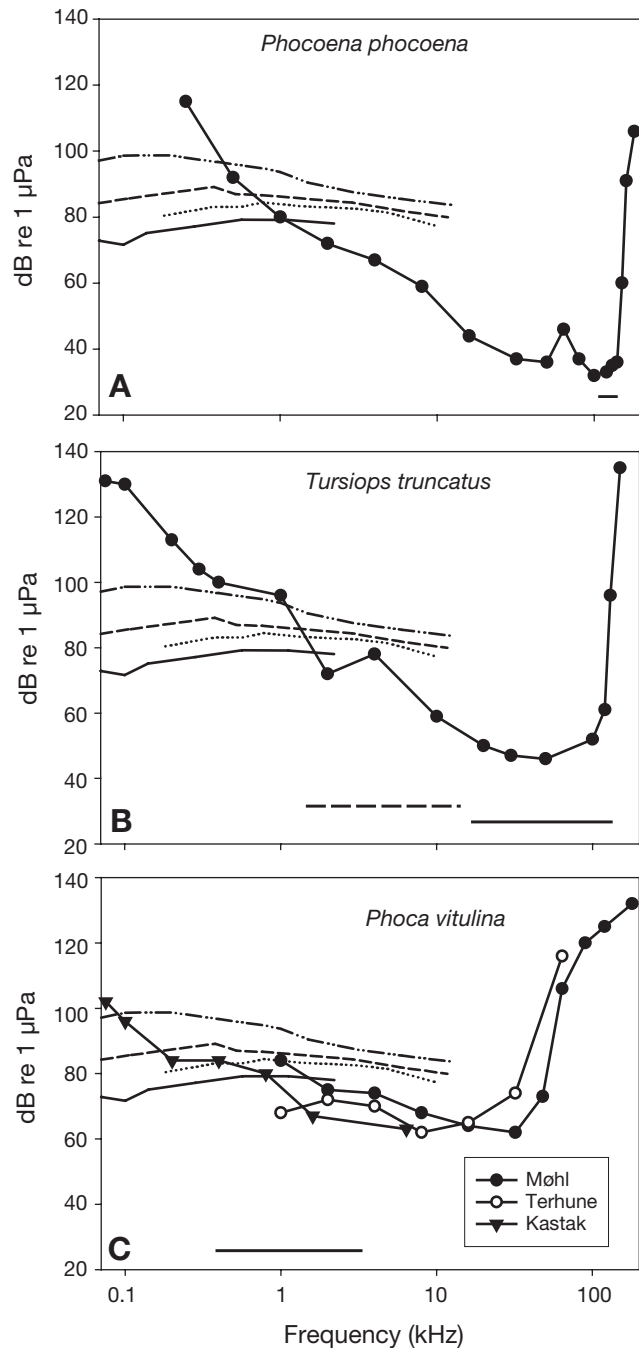 140
Phocoena phocoena
120
100
80
60
40
20
dB re 1 µPa
A
140
Tursiops truncatus
120
100
80
60
40
20
dB re 1 µPa
B
140
Phoca vitulina
120
100
80
60
40
20
dB re 1 µPa
Møhl
Terhune
Kastak
C
0.1 1 10 100
Frequency (kHz)